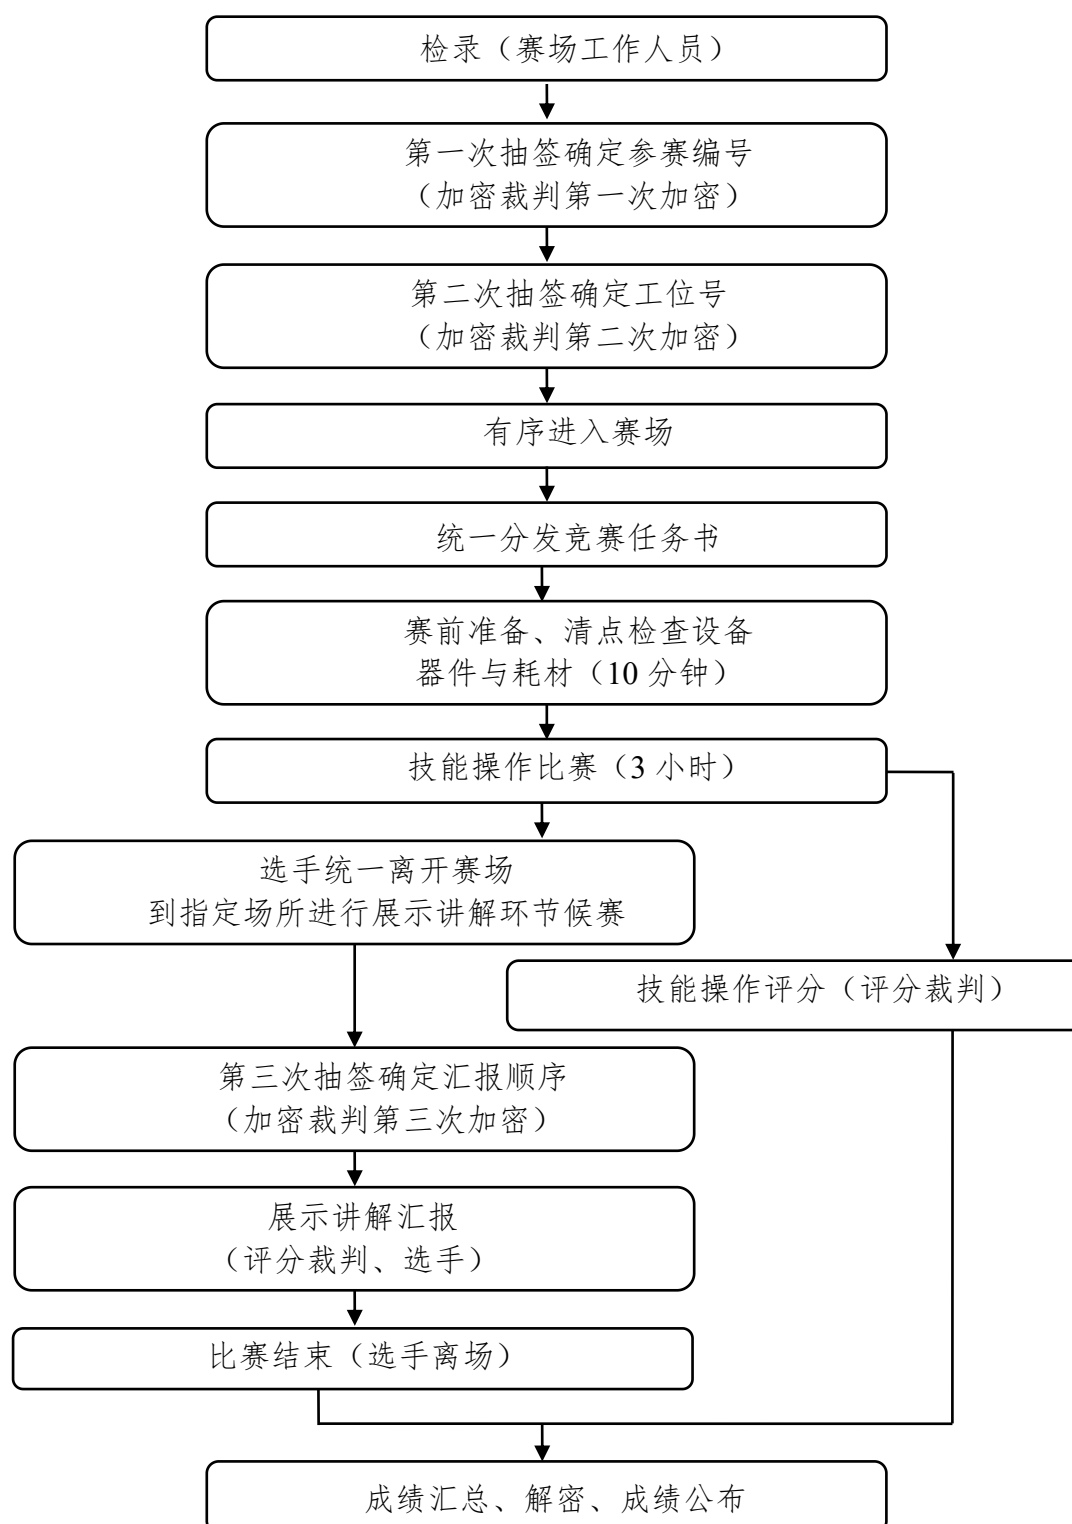 检录（赛场工作人员）
第一次抽签确定参赛编号
（加密裁判第一次加密）
第二次抽签确定工位号
（加密裁判第二次加密）
有序进入赛场
统一分发竞赛任务书
赛前准备、清点检查设备
器件与耗材（10 分钟）
技能操作比赛（3 小时）
选手统一离开赛场
到指定场所进行展示讲解环节候赛
技能操作评分（评分裁判）
第三次抽签确定汇报顺序
（加密裁判第三次加密）
展示讲解汇报
（评分裁判、选手）
比赛结束（选手离场）
成绩汇总、解密、成绩公布